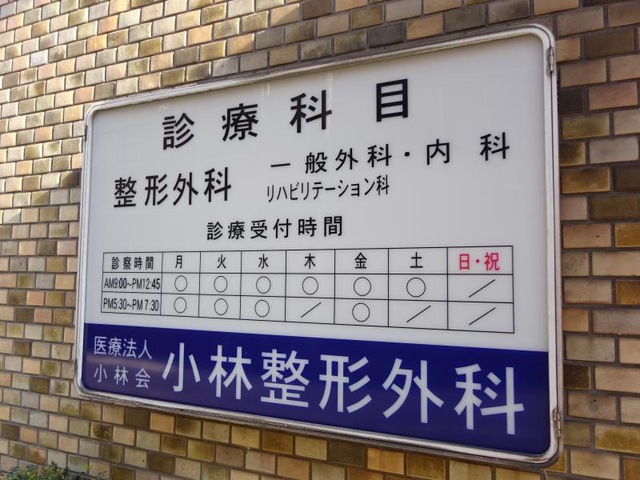 診療科目
整形外科 一般外科・内科
リハビリテーション科
診療受付時間
診察時間 月 火 水 木 金 土 日・祝
AM9:00~PM12:45 ○ ○ ○ ○ ○ ○ ／
PM5:30~PM7:30 ○ ○ ○ ／ ○ ／ ／
医療法人
小林会 小林整形外科